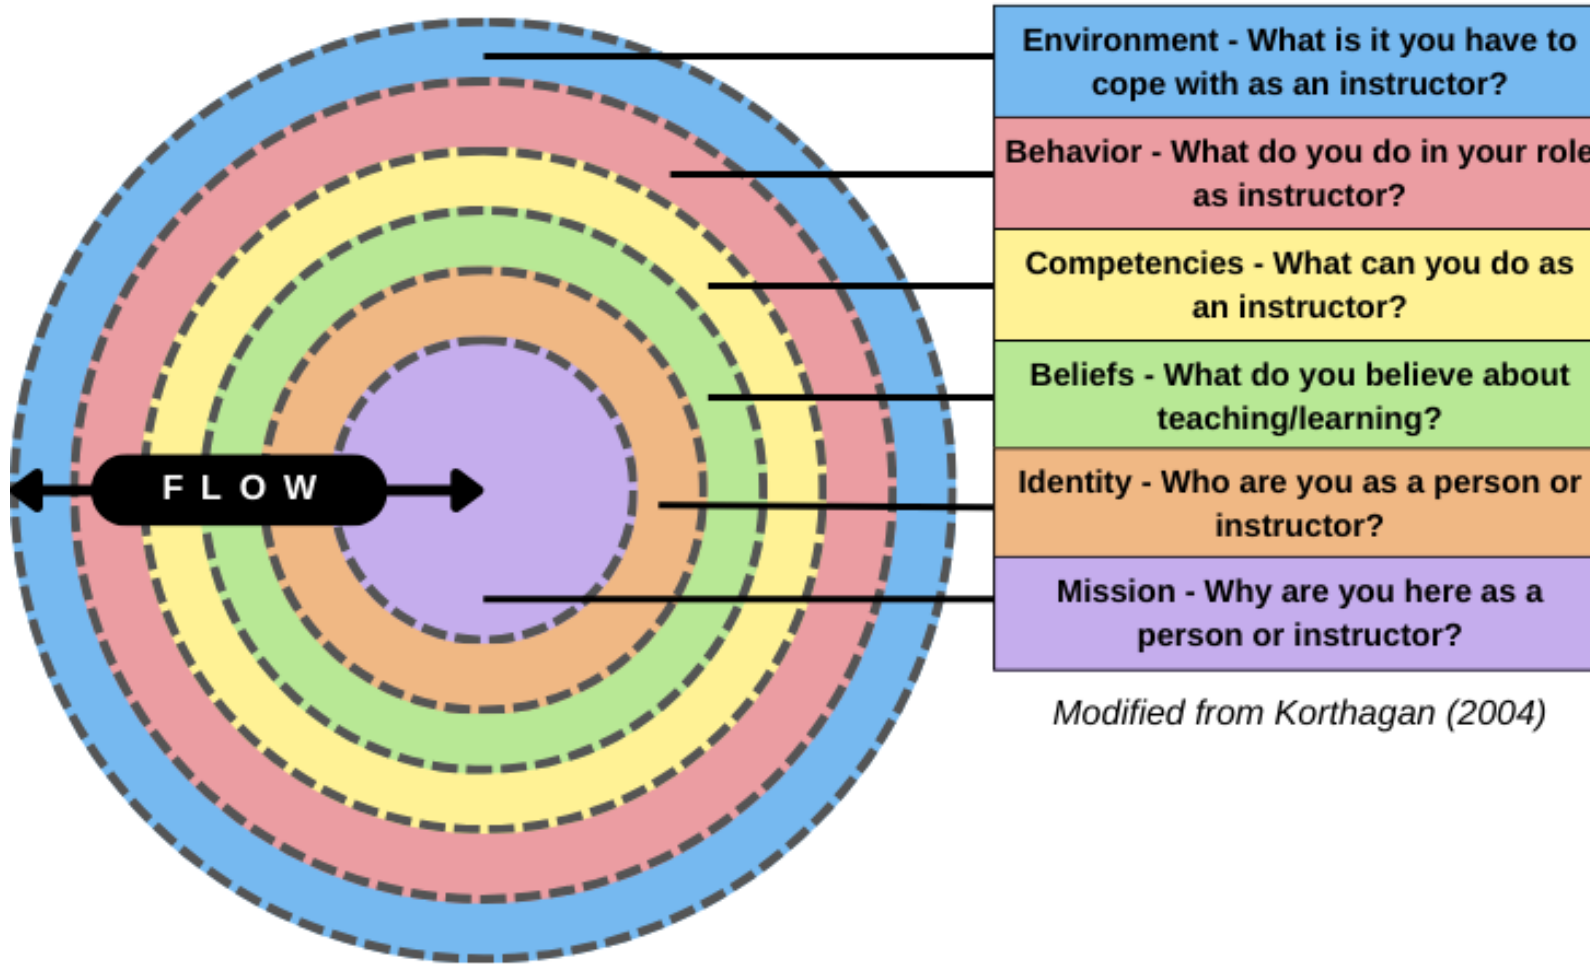 Environment - What is it you have to
cope with as an instructor?
Behavior - What do you do in your role
as instructor?
Competencies - What can you do as
an instructor?
Beliefs - What do you believe about
teaching/learning?
FLOW
Identity - Who are you as a person or
instructor?
Mission - Why are you here as a
person or instructor?
Modified from Korthagan (2004)